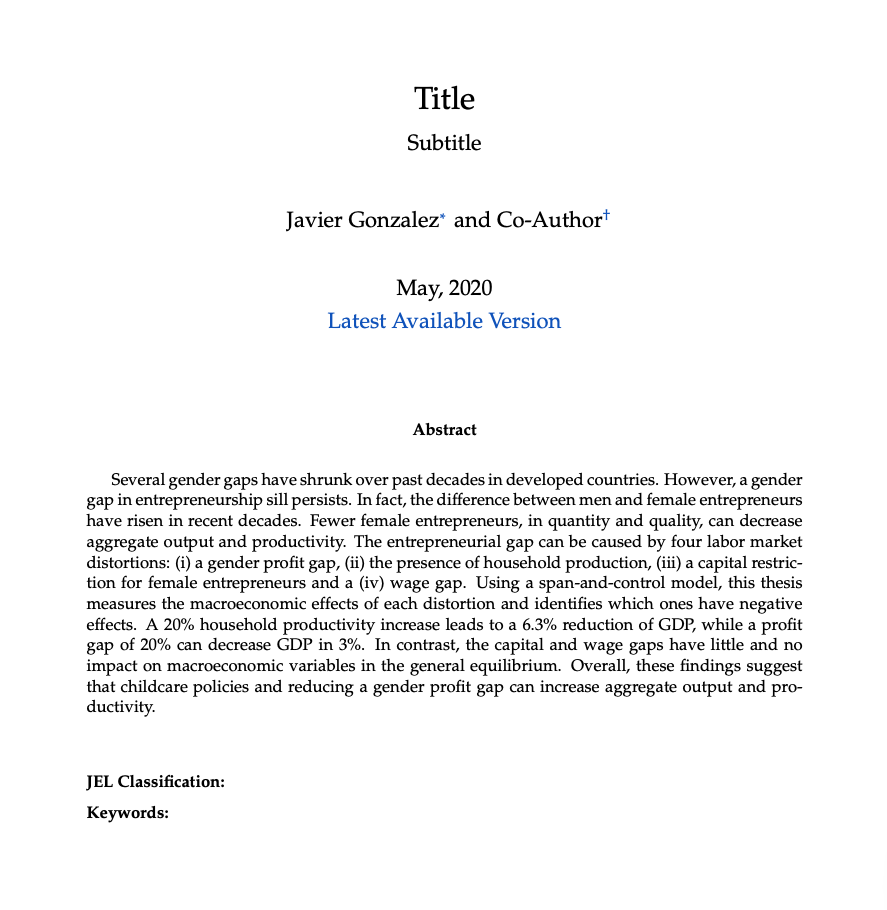 Title
Subtitle
Javier Gonzalez* and Co-Author†
May, 2020
Latest Available Version
Abstract
Several gender gaps have shrunk over past decades in developed countries. However, a gender
gap in entrepreneurship sill persists. In fact, the difference between men and female entrepreneurs
have risen in recent decades. Fewer female entrepreneurs, in quantity and quality, can decrease
aggregate output and productivity. The entrepreneurial gap can be caused by four labor market
distortions: (i) a gender profit gap, (ii) the presence of household production, (iii) a capital restric-
tion for female entrepreneurs and a (iv) wage gap. Using a span-and-control model, this thesis
measures the macroeconomic effects of each distortion and identifies which ones have negative
effects. A 20% household productivity increase leads to a 6.3% reduction of GDP, while a profit
gap of 20% can decrease GDP in 3%. In contrast, the capital and wage gaps have little and no
impact on macroeconomic variables in the general equilibrium. Overall, these findings suggest
that childcare policies and reducing a gender profit gap can increase aggregate output and pro-
ductivity.
JEL Classification:
Keywords: